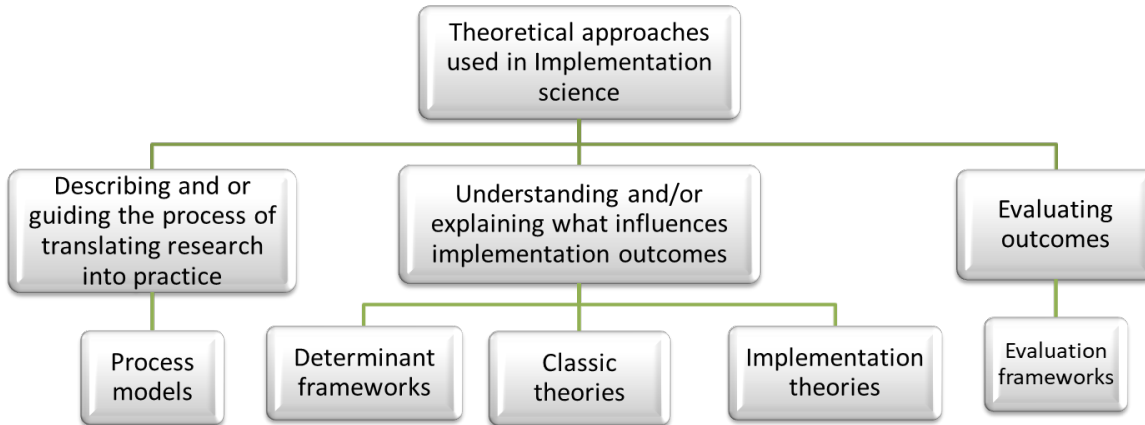 Theoretical approaches
used in Implementation
science
Describing and or
guiding the process of
translating research
into practice
Understanding and/or
explaining what influences
implementation outcomes
Evaluating
outcomes
Process
models
Determinant
frameworks
Classic
theories
Implementation
theories
Evaluation
frameworks